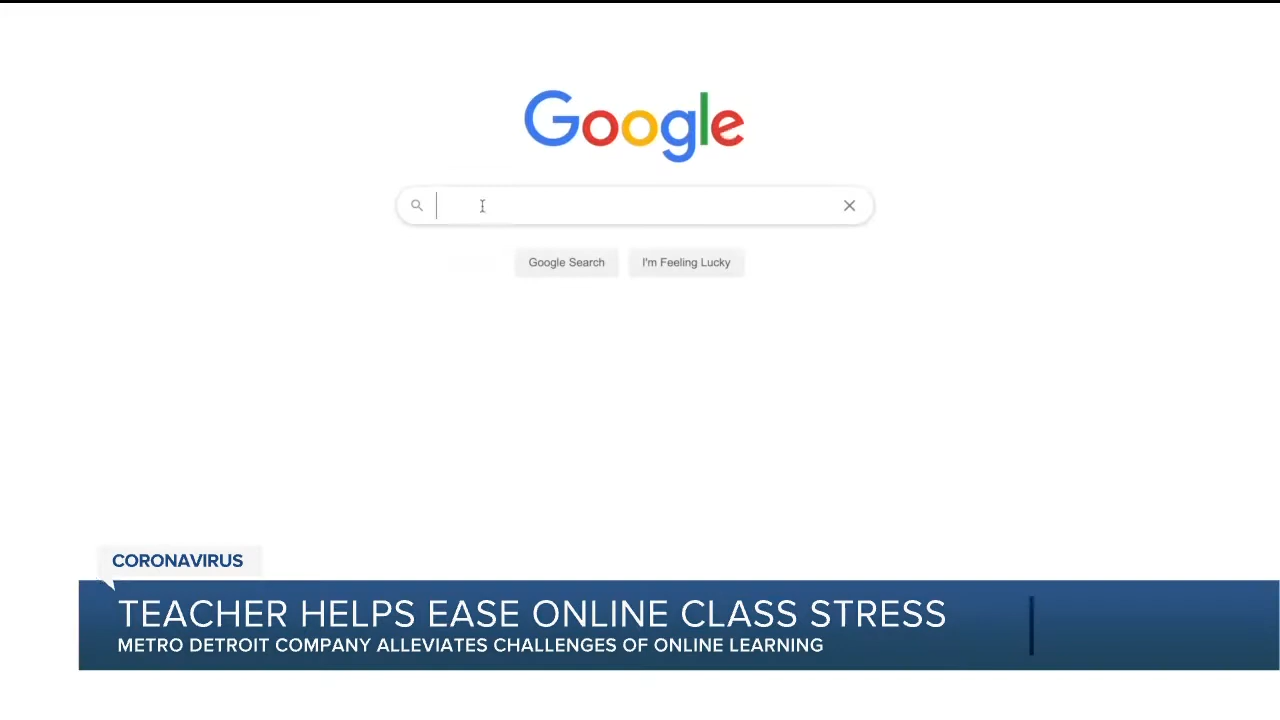 Google
Google Search
I'm Feeling Lucky
CORONAVIRUS
TEACHER HELPS EASE ONLINE CLASS STRESS
METRO DETROIT COMPANY ALLEVIATES CHALLENGES OF ONLINE LEARNING